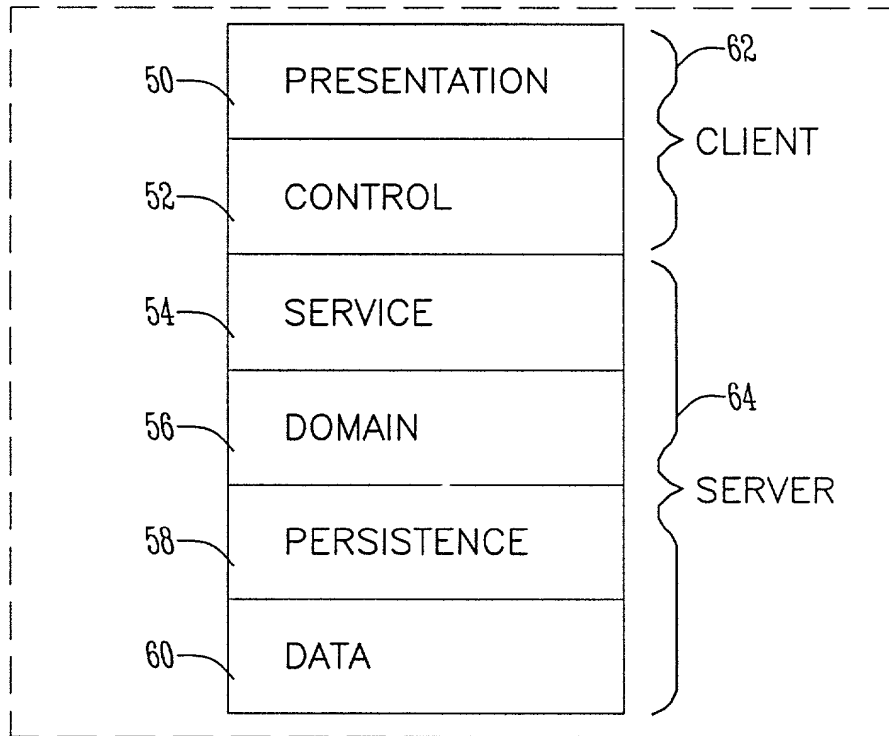 62
50 PRESENTATION
CLIENT
52 CONTROL
54 SERVICE
64
56 DOMAIN
SERVER
58 PERSISTENCE
60 DATA